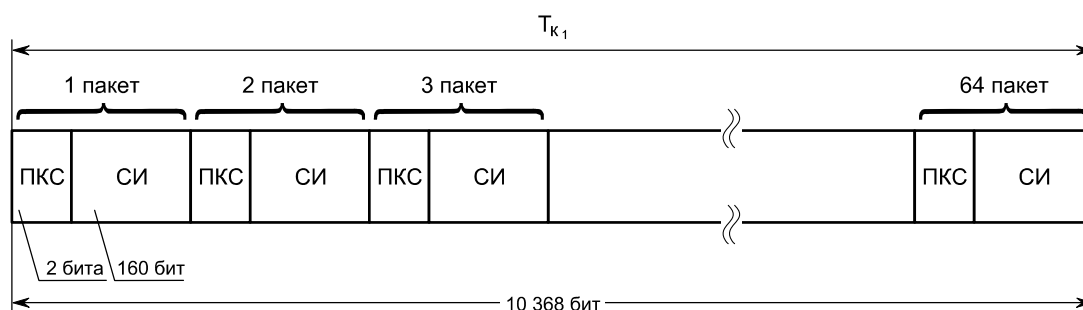 Tк1
1 пакет 2 пакет 3 пакет 64 пакет
ПКС СИ ПКС СИ ПКС СИ ПКС СИ
2 бита 160 бит
10 368 бит